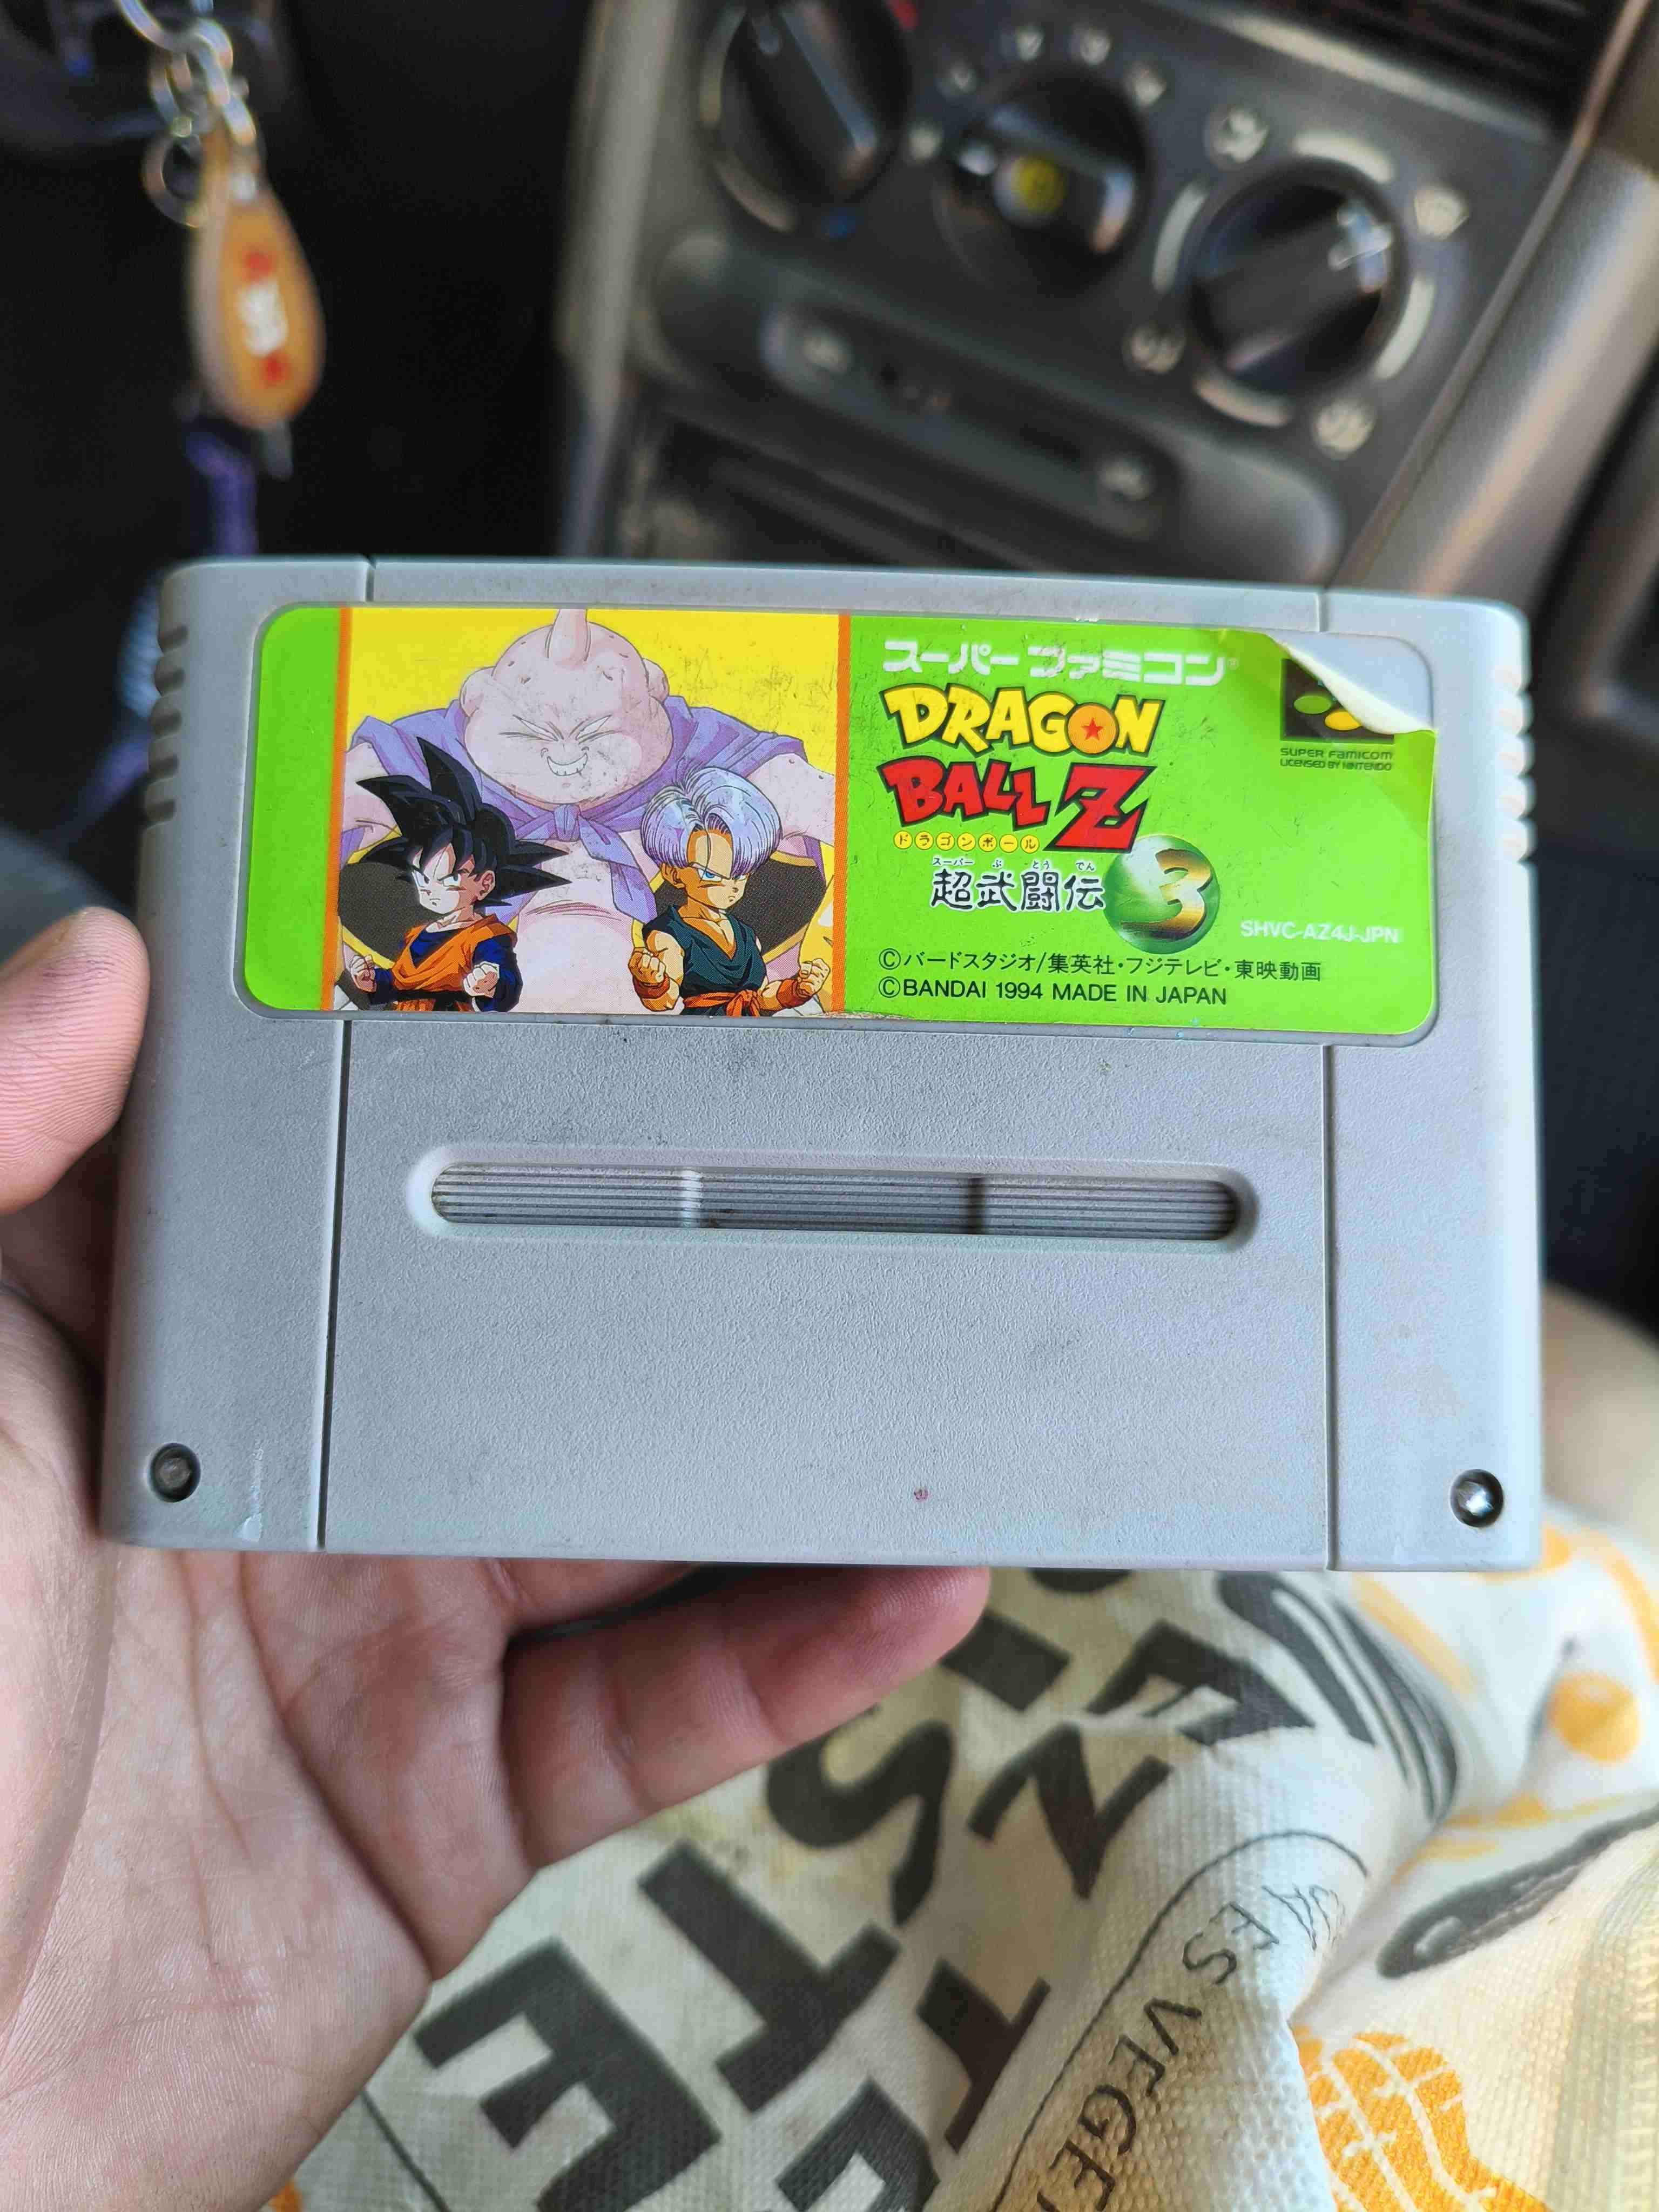 スーパーファミコン®
DRAGON
BALL Z
ドラゴンボール
スーパー ぶ とう でん
超武闘伝 3
SUPER FAMICOM
LICENSED BY NINTENDO
SHVC-AZ4J-JPN
©バードスタジオ/集英社・フジテレビ・東映動画
©BANDAI 1994 MADE IN JAPAN